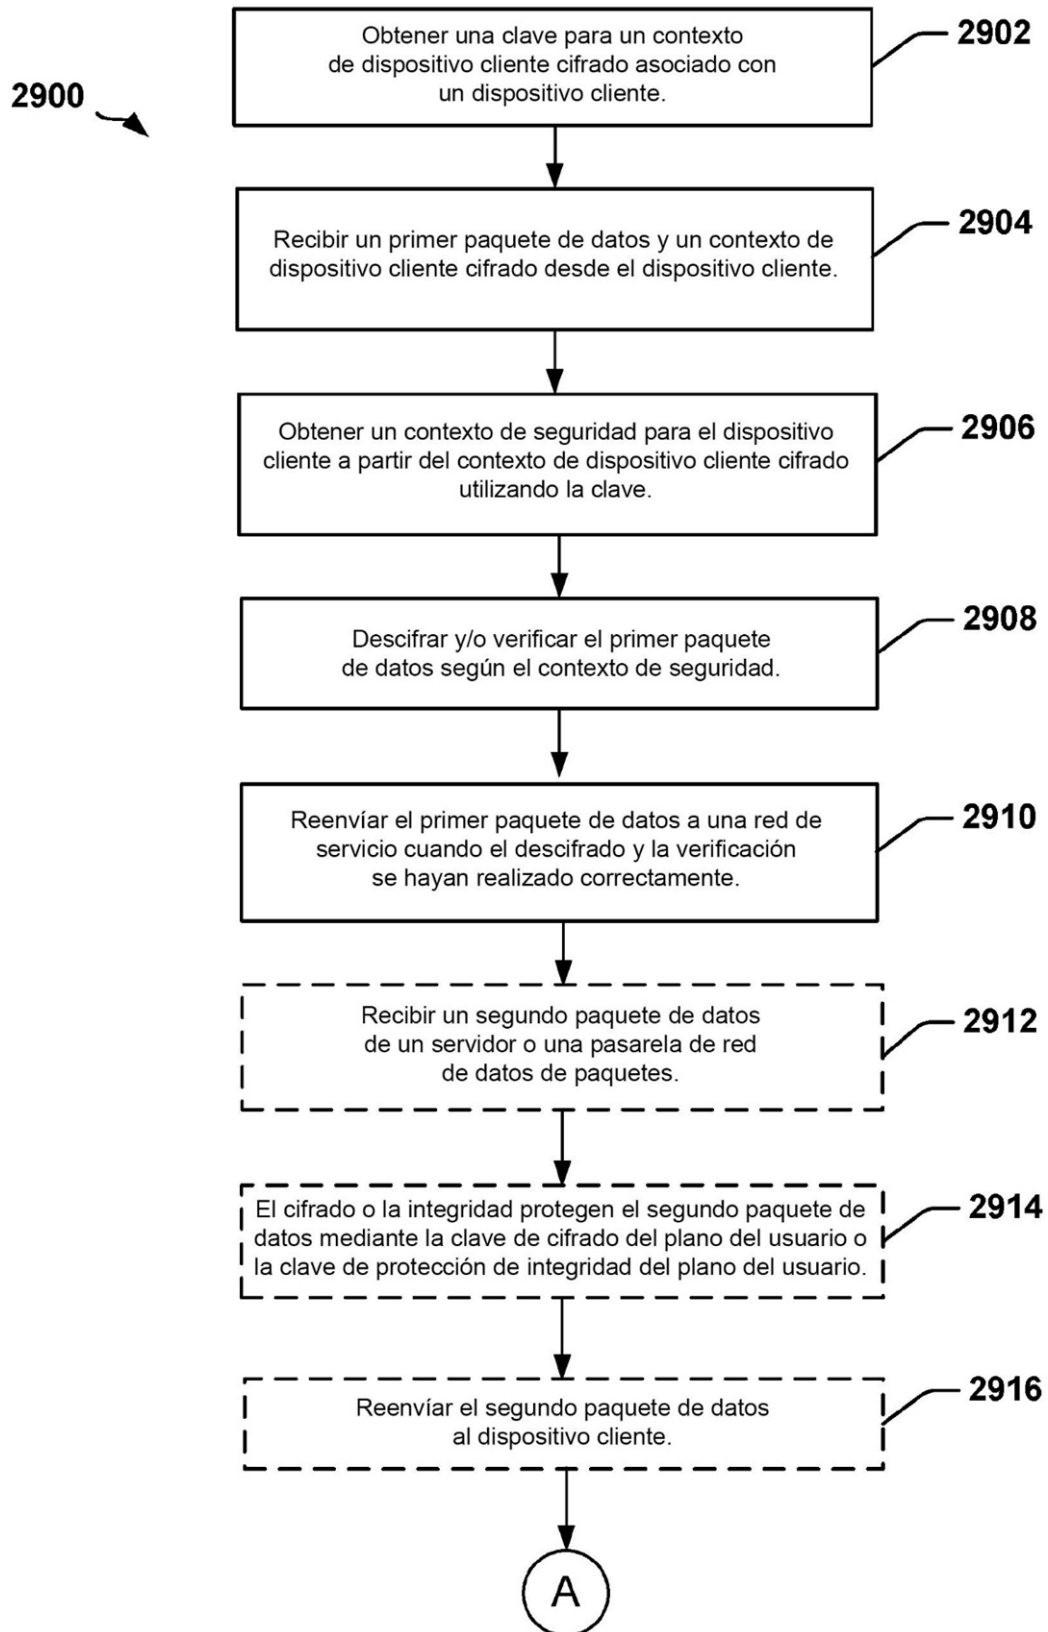 Obtener una clave para un contexto
de dispositivo cliente cifrado asociado con
un dispositivo cliente.
2902
2900
Recibir un primer paquete de datos y un contexto de
dispositivo cliente cifrado desde el dispositivo cliente.
2904
Obtener un contexto de seguridad para el dispositivo
cliente a partir del contexto de dispositivo cliente cifrado
utilizando la clave.
2906
Descifrar y/o verificar el primer paquete
de datos según el contexto de seguridad.
2908
Reenvíar el primer paquete de datos a una red de
servicio cuando el descifrado y la verificación
se hayan realizado correctamente.
2910
Recibir un segundo paquete de datos
de un servidor o una pasarela de red
de datos de paquetes.
2912
El cifrado o la integridad protegen el segundo paquete de
datos mediante la clave de cifrado del plano del usuario o
la clave de protección de integridad del plano del usuario.
2914
Reenvíar el segundo paquete de datos
al dispositivo cliente.
2916
A